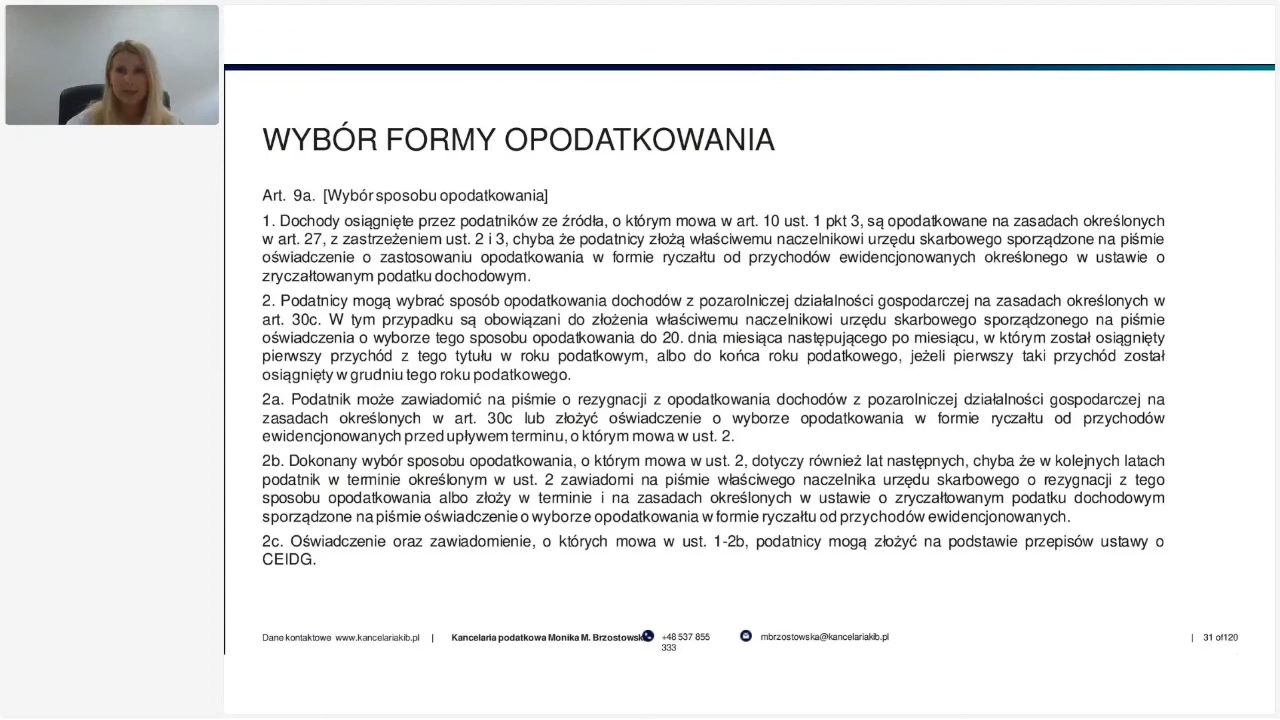 WYBÓR FORMY OPODATKOWANIA
Art. 9a. [Wybór sposobu opodatkowania]
1. Dochody osiągnięte przez podatników ze źródła, o którym mowa w art. 10 ust. 1 pkt 3, są opodatkowane na zasadach określonych
w art. 27, z zastrzeżeniem ust. 2 i 3, chyba że podatnicy złożą właściwemu naczelnikowi urzędu skarbowego sporządzone na piśmie
oświadczenie o zastosowaniu opodatkowania w formie ryczałtu od przychodów ewidencjonowanych określonego w ustawie o
zryczałtowanym podatku dochodowym.
2. Podatnicy mogą wybrać sposób opodatkowania dochodów z pozarolniczej działalności gospodarczej na zasadach określonych w
art. 30c. W tym przypadku są obowiązani do złożenia właściwemu naczelnikowi urzędu skarbowego sporządzonego na piśmie
oświadczenia o wyborze tego sposobu opodatkowania do 20. dnia miesiąca następującego po miesiącu, w którym został osiągnięty
pierwszy przychód z tego tytułu w roku podatkowym, albo do końca roku podatkowego, jeżeli pierwszy taki przychód został
osiągnięty w grudniu tego roku podatkowego.
2a. Podatnik może zawiadomić na piśmie o rezygnacji z opodatkowania dochodów z pozarolniczej działalności gospodarczej na
zasadach określonych w art. 30c lub złożyć oświadczenie o wyborze opodatkowania w formie ryczałtu od przychodów
ewidencjonowanych przed upływem terminu, o którym mowa w ust. 2.
2b. Dokonany wybór sposobu opodatkowania, o którym mowa w ust. 2, dotyczy również lat następnych, chyba że w kolejnych latach
podatnik w terminie określonym w ust. 2 zawiadomi na piśmie właściwego naczelnika urzędu skarbowego o rezygnacji z tego
sposobu opodatkowania albo złoży w terminie i na zasadach określonych w ustawie o zryczałtowanym podatku dochodowym
sporządzone na piśmie oświadczenie o wyborze opodatkowania w formie ryczałtu od przychodów ewidencjonowanych.
2c. Oświadczenie oraz zawiadomienie, o których mowa w ust. 1-2b, podatnicy mogą złożyć na podstawie przepisów ustawy o
CEIDG.
Dane kontaktowe www.kancelariakib.pl | Kancelaria podatkowa Monika M. Brzostowsk +48 537 855 mbrzostowska@kancelariakib.pl | 31 of120
333